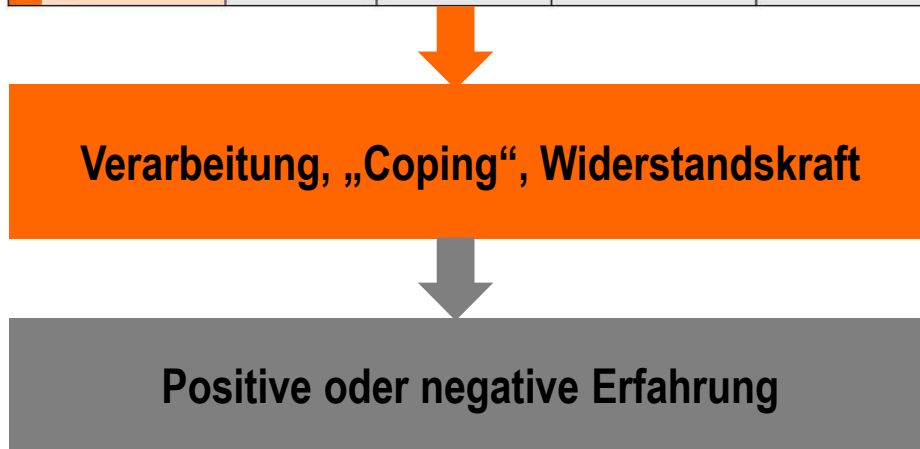 Verarbeitung, „Coping“, Widerstandskraft
Positive oder negative Erfahrung